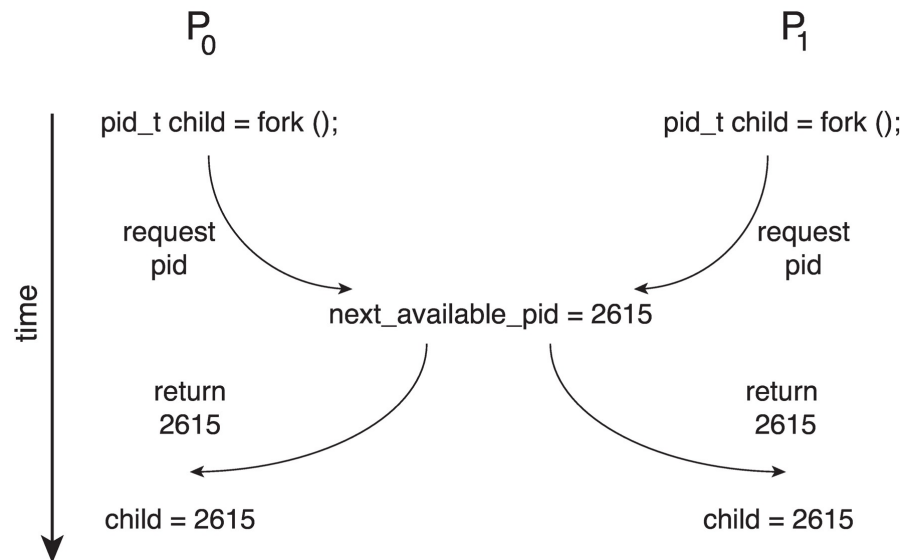 P0
P1
pid_t child = fork ();
pid_t child = fork ();
request
pid
request
pid
next_available_pid = 2615
time
return
2615
return
2615
child = 2615
child = 2615